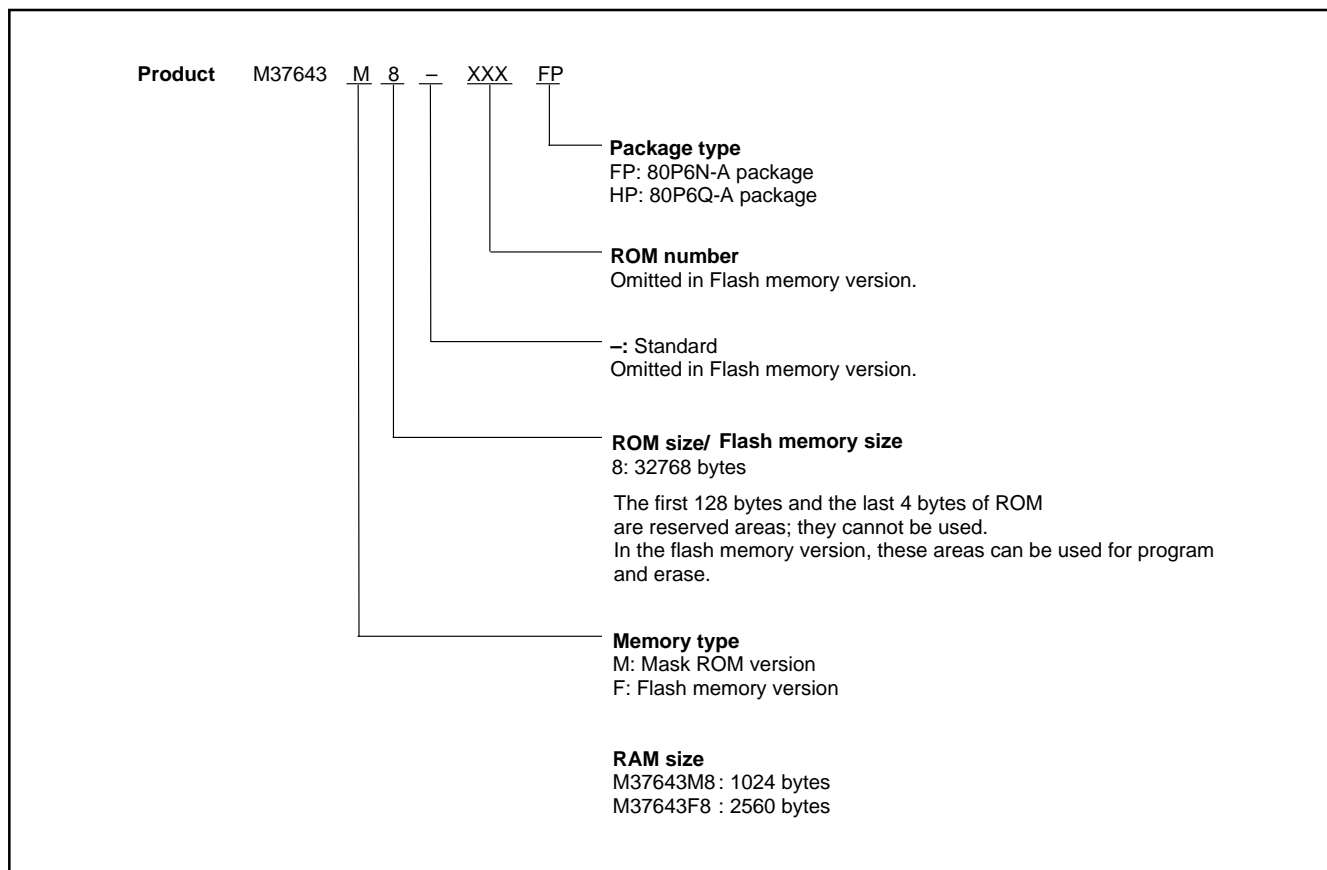 Product M37643 M 8 – XXX FP
Package type
FP: 80P6N-A package
HP: 80P6Q-A package
ROM number
Omitted in Flash memory version.
–: Standard
Omitted in Flash memory version.
ROM size/ Flash memory size
8: 32768 bytes
The first 128 bytes and the last 4 bytes of ROM
are reserved areas; they cannot be used.
In the flash memory version, these areas can be used for program
and erase.
Memory type
M: Mask ROM version
F: Flash memory version
RAM size
M37643M8 : 1024 bytes
M37643F8 : 2560 bytes